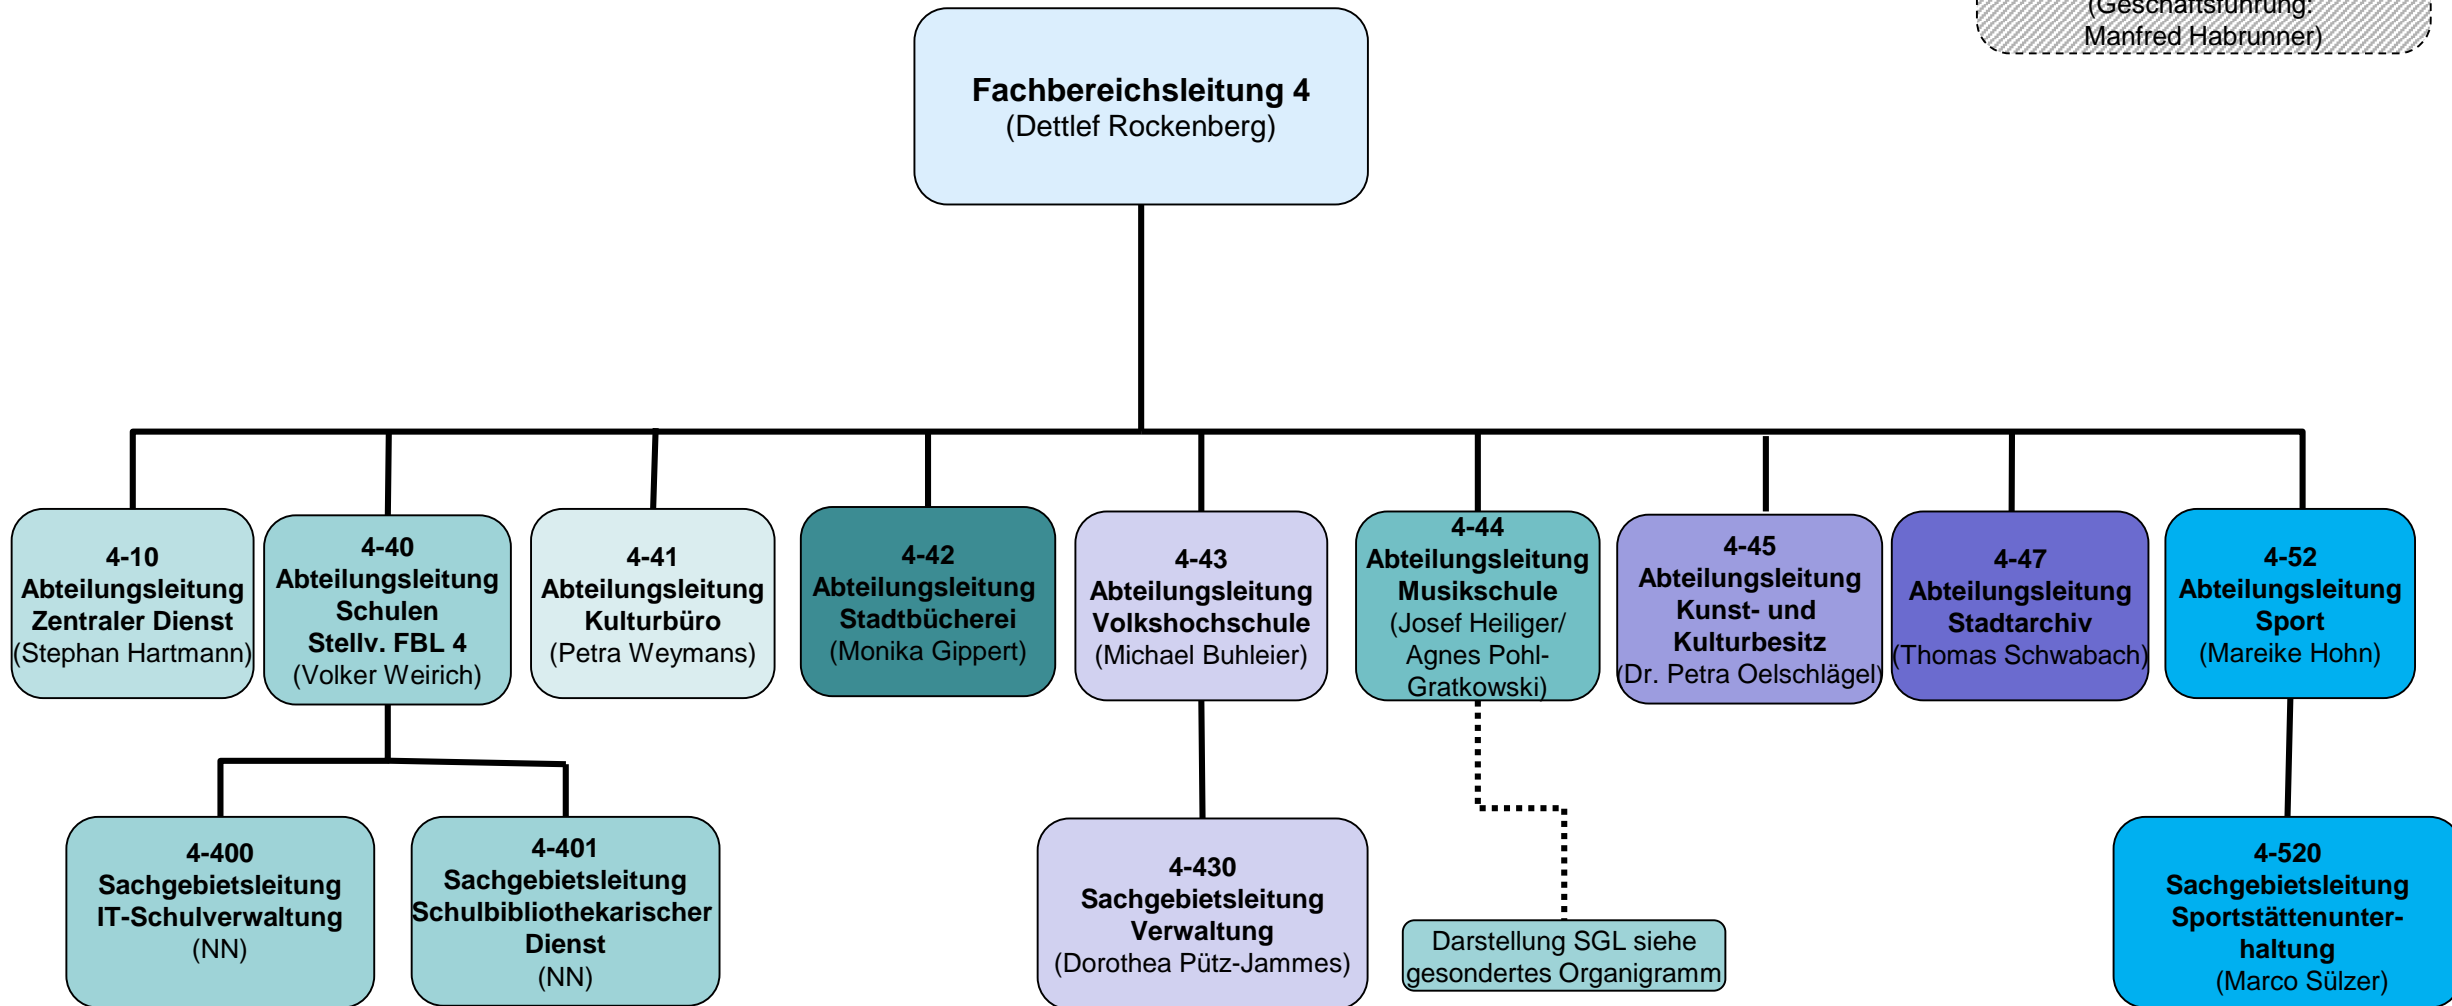 (Geschäftsführung:
Manfred Habrunner)
Fachbereichsleitung 4
(Dettlef Rockenberg)
4-10
Abteilungsleitung
Zentraler Dienst
(Stephan Hartmann)
4-40
Abteilungsleitung
Schulen
Stellv. FBL 4
(Volker Weirich)
4-41
Abteilungsleitung
Kulturbüro
(Petra Weymans)
4-42
Abteilungsleitung
Stadtbücherei
(Monika Gippert)
4-43
Abteilungsleitung
Volkshochschule
(Michael Buhleier)
4-44
Abteilungsleitung
Musikschule
(Josef Heiliger/
Agnes Pohl-
Gratkowski)
4-45
Abteilungsleitung
Kunst- und
Kulturbesitz
(Dr. Petra Oelschlägel)
4-47
Abteilungsleitung
Stadtarchiv
(Thomas Schwabach)
4-52
Abteilungsleitung
Sport
(Mareike Hohn)
4-400
Sachgebietsleitung
IT-Schulverwaltung
(NN)
4-401
Sachgebietsleitung
Schulbibliothekarischer
Dienst
(NN)
4-430
Sachgebietsleitung
Verwaltung
(Dorothea Pütz-Jammes)
Darstellung SGL siehe
gesondertes Organigramm
4-520
Sachgebietsleitung
Sportstättenunter-
haltung
(Marco Sülzer)